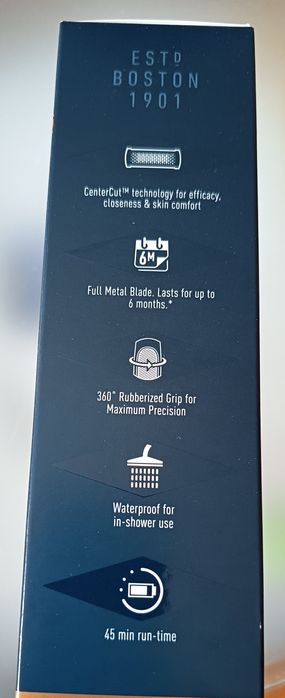 ESTD
BOSTON
1901
CenterCut™ technology for efficacy,
closeness & skin comfort
6M
Full Metal Blade. Lasts for up to
6 months.*
360° Rubberized Grip for
Maximum Precision
Waterproof for
in-shower use
45 min run-time